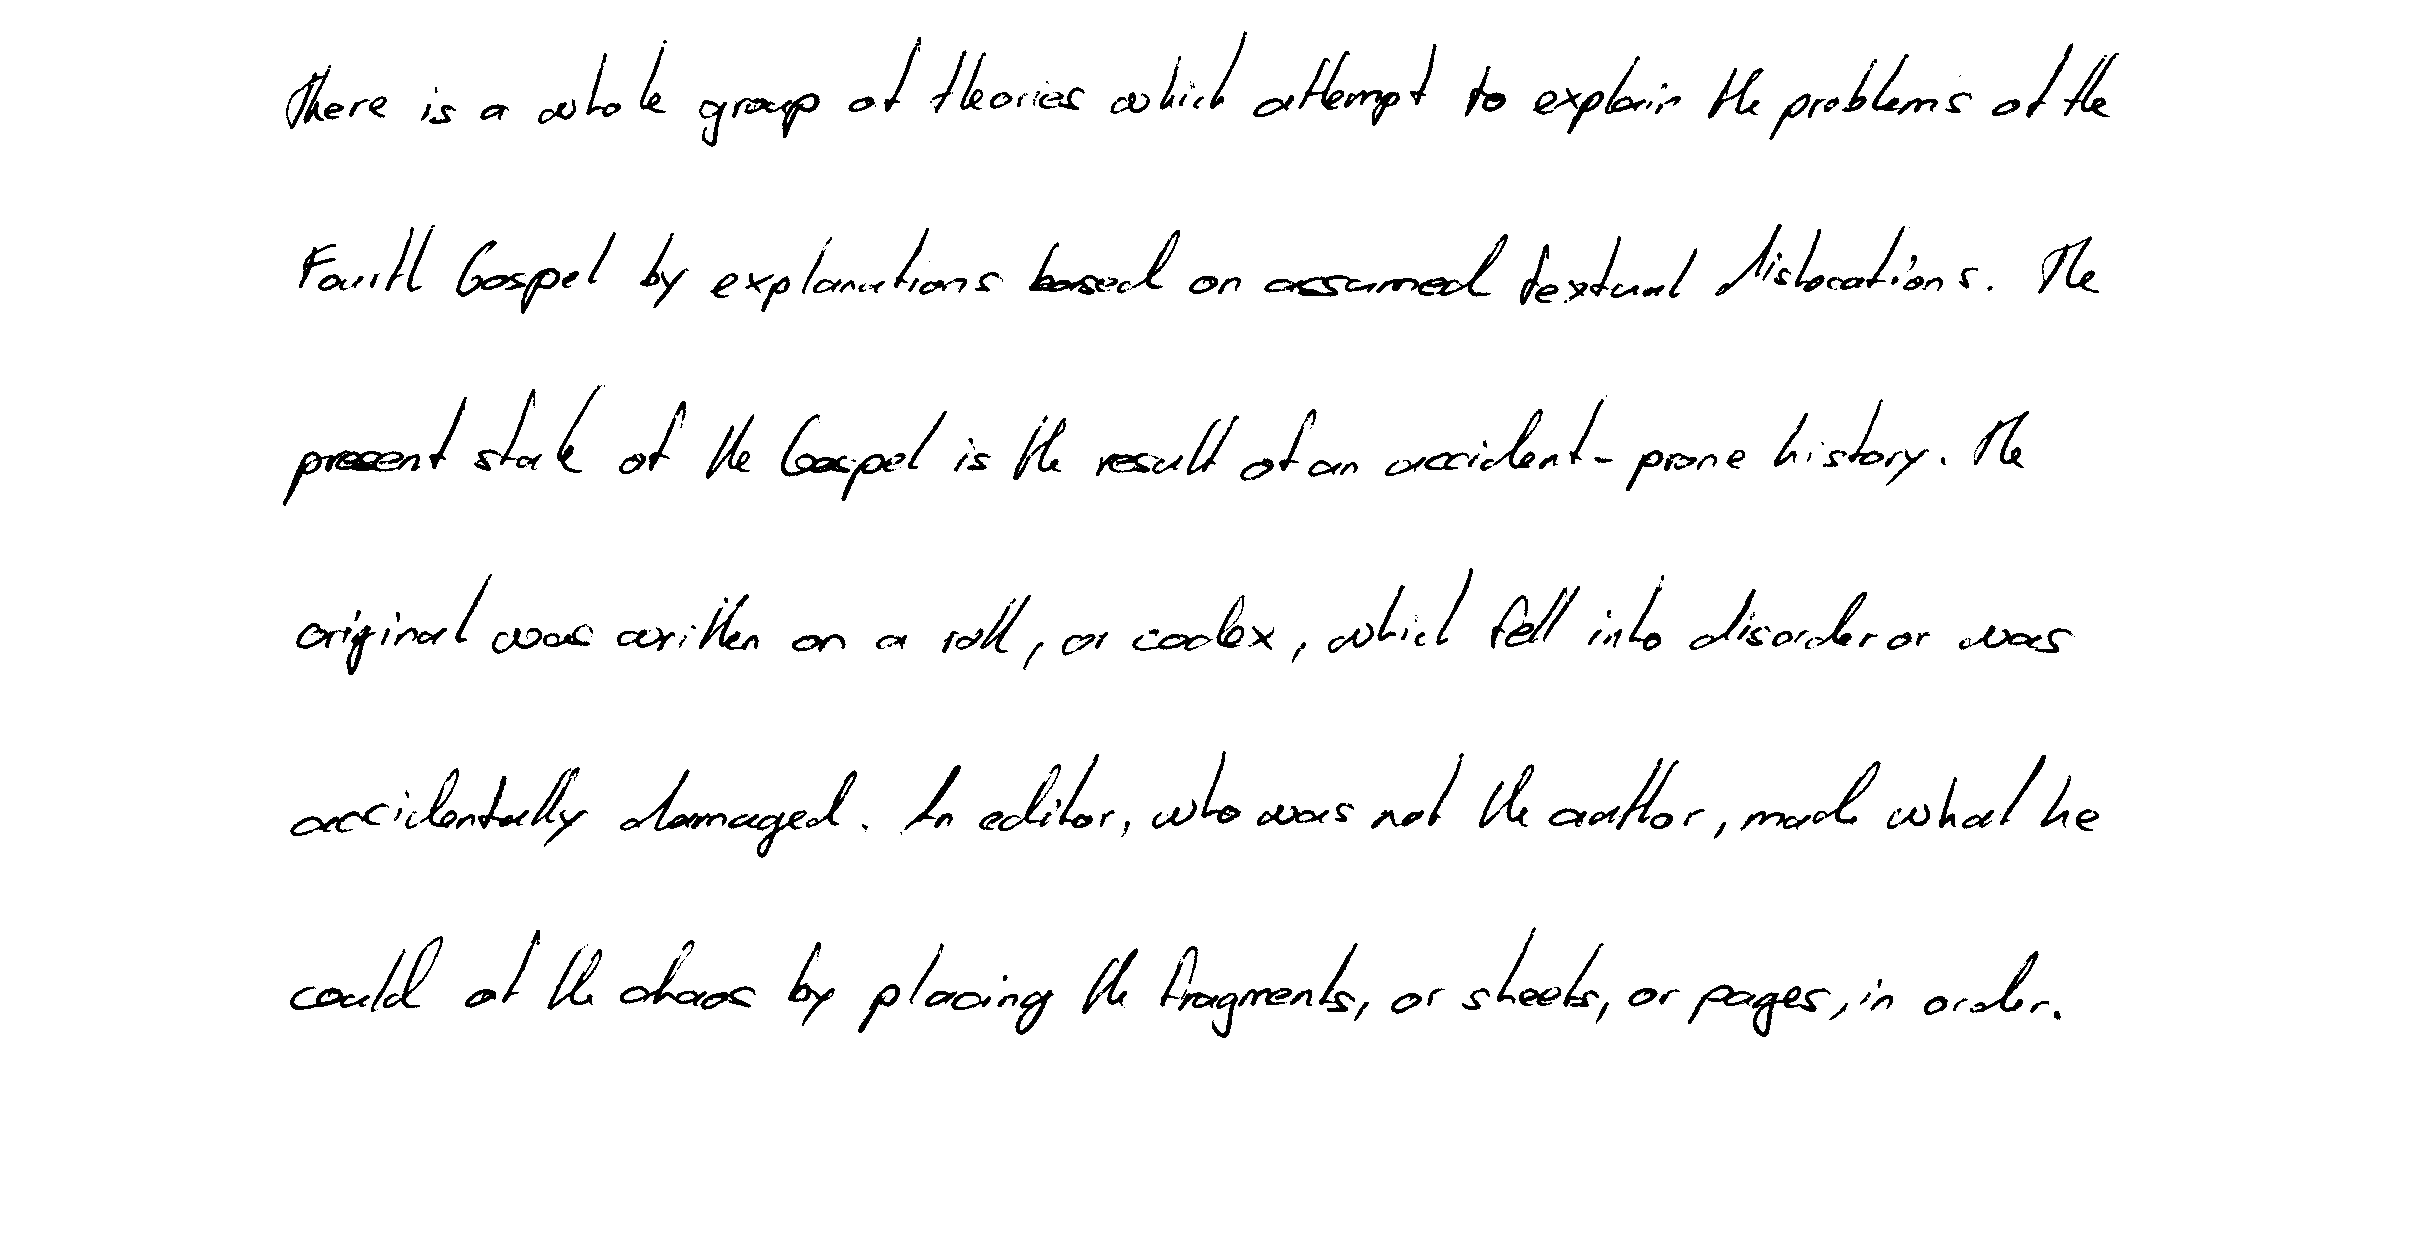 There is a whole group of theories which attempt to explain the problems of the
Fourth Gospel by explanations based on assumed textual dislocations. The
present state of the Gospel is the result of an accident-prone history. The
original was written on a roll, or codex, which fell into disorder or was
accidentally damaged. An editor, who was not the author, made what he
could of the chaos by placing the fragments, or sheets, or pages, in order.